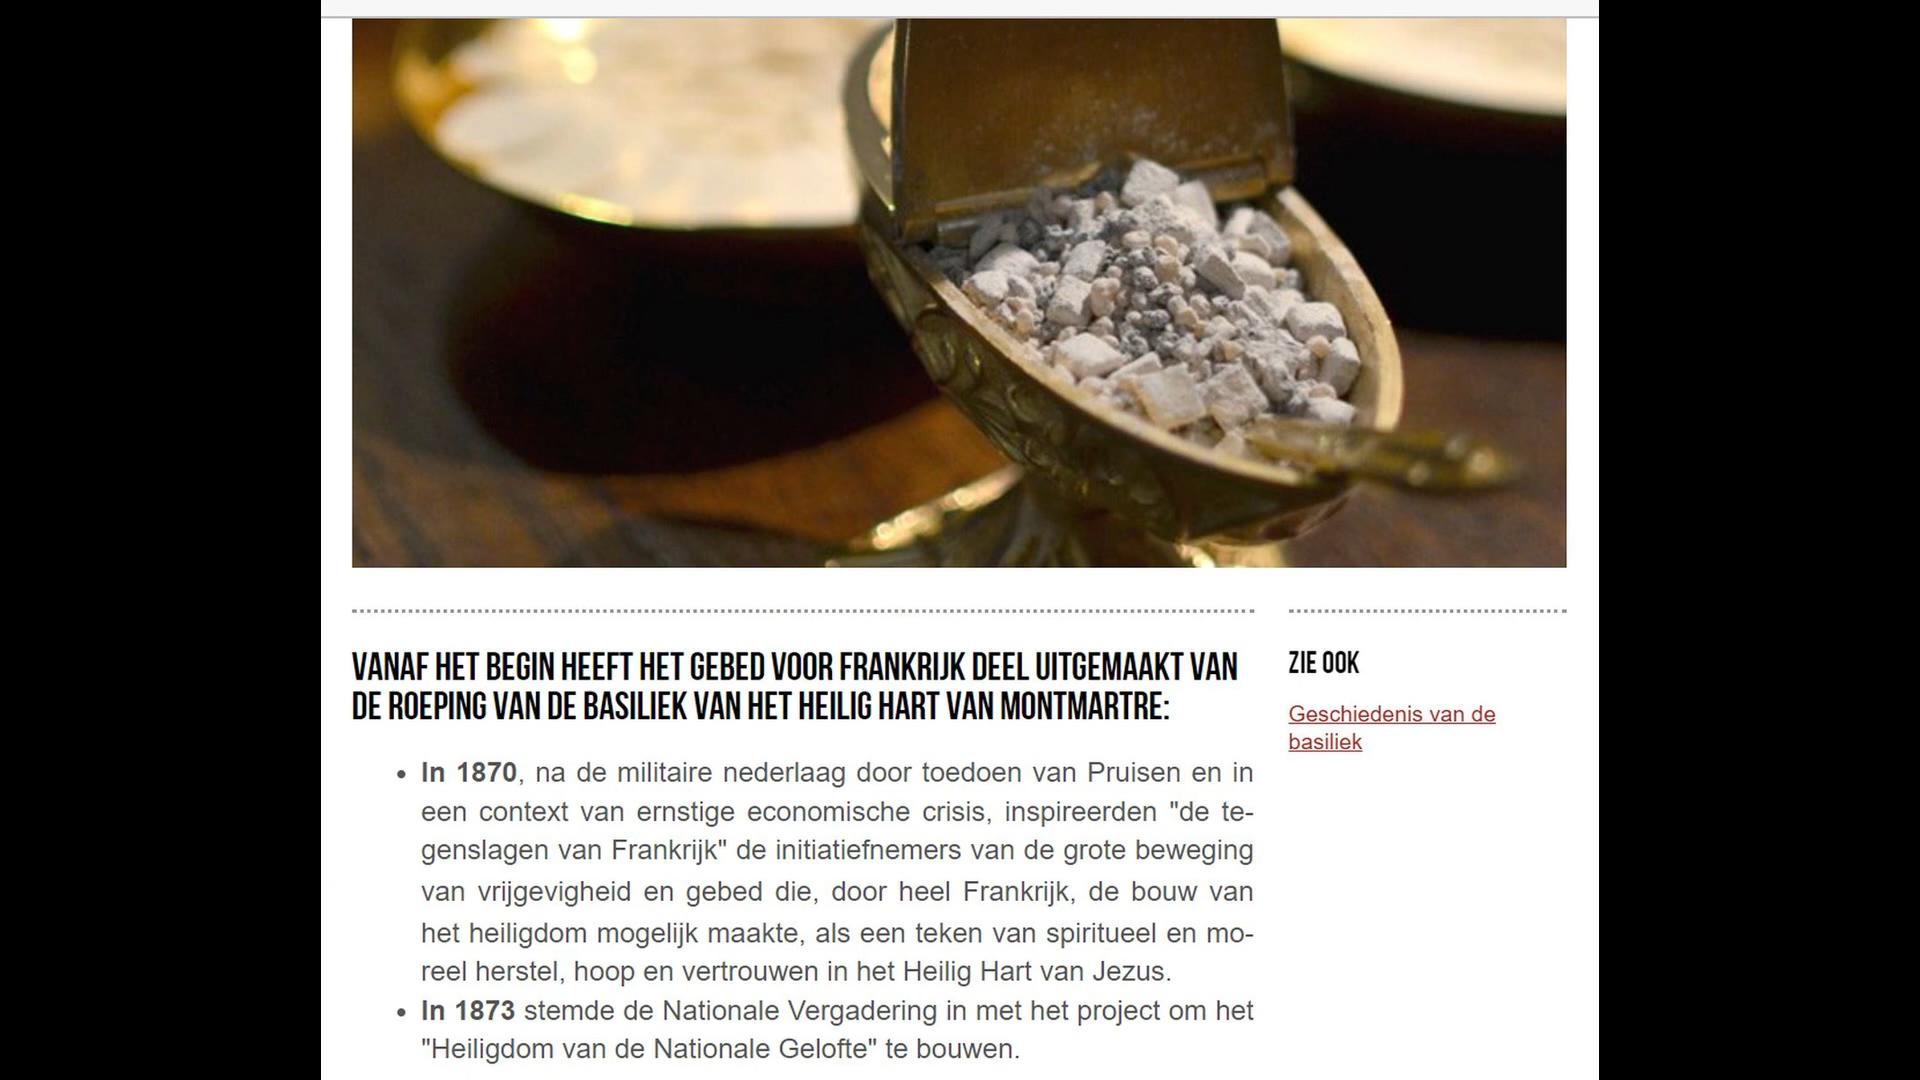 VANAF HET BEGIN HEEFT HET GEBED VOOR FRANKRIJK DEEL UITGEMAAKT VAN
DE ROEPING VAN DE BASILIEK VAN HET HEILIG HART VAN MONTMARTRE:
In 1870, na de militaire nederlaag door toedoen van Pruisen en in
een context van ernstige economische crisis, inspireerden "de te-
genslagen van Frankrijk" de initiatiefnemers van de grote beweging
van vrijgevigheid en gebed die, door heel Frankrijk, de bouw van
het heiligdom mogelijk maakte, als een teken van spiritueel en mo-
reel herstel, hoop en vertrouwen in het Heilig Hart van Jezus.
In 1873 stemde de Nationale Vergadering in met het project om het
"Heiligdom van de Nationale Gelofte" te bouwen.
ZIE OOK
Geschiedenis van de
basiliek